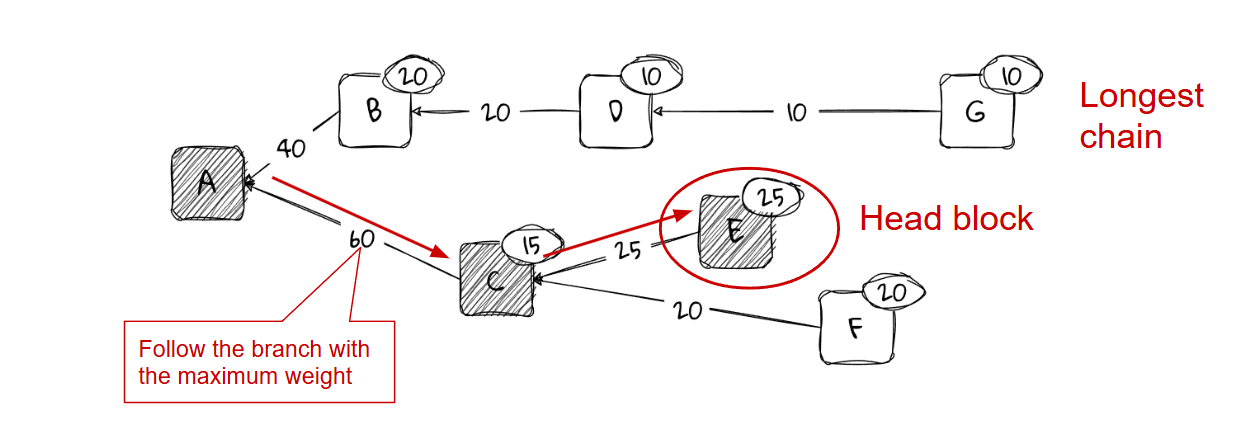 20
10
10
B
20
D
10
G
Longest
chain
40
A
25
E
Head block
60
15
25
C
20
20
F
Follow the branch with
the maximum weight